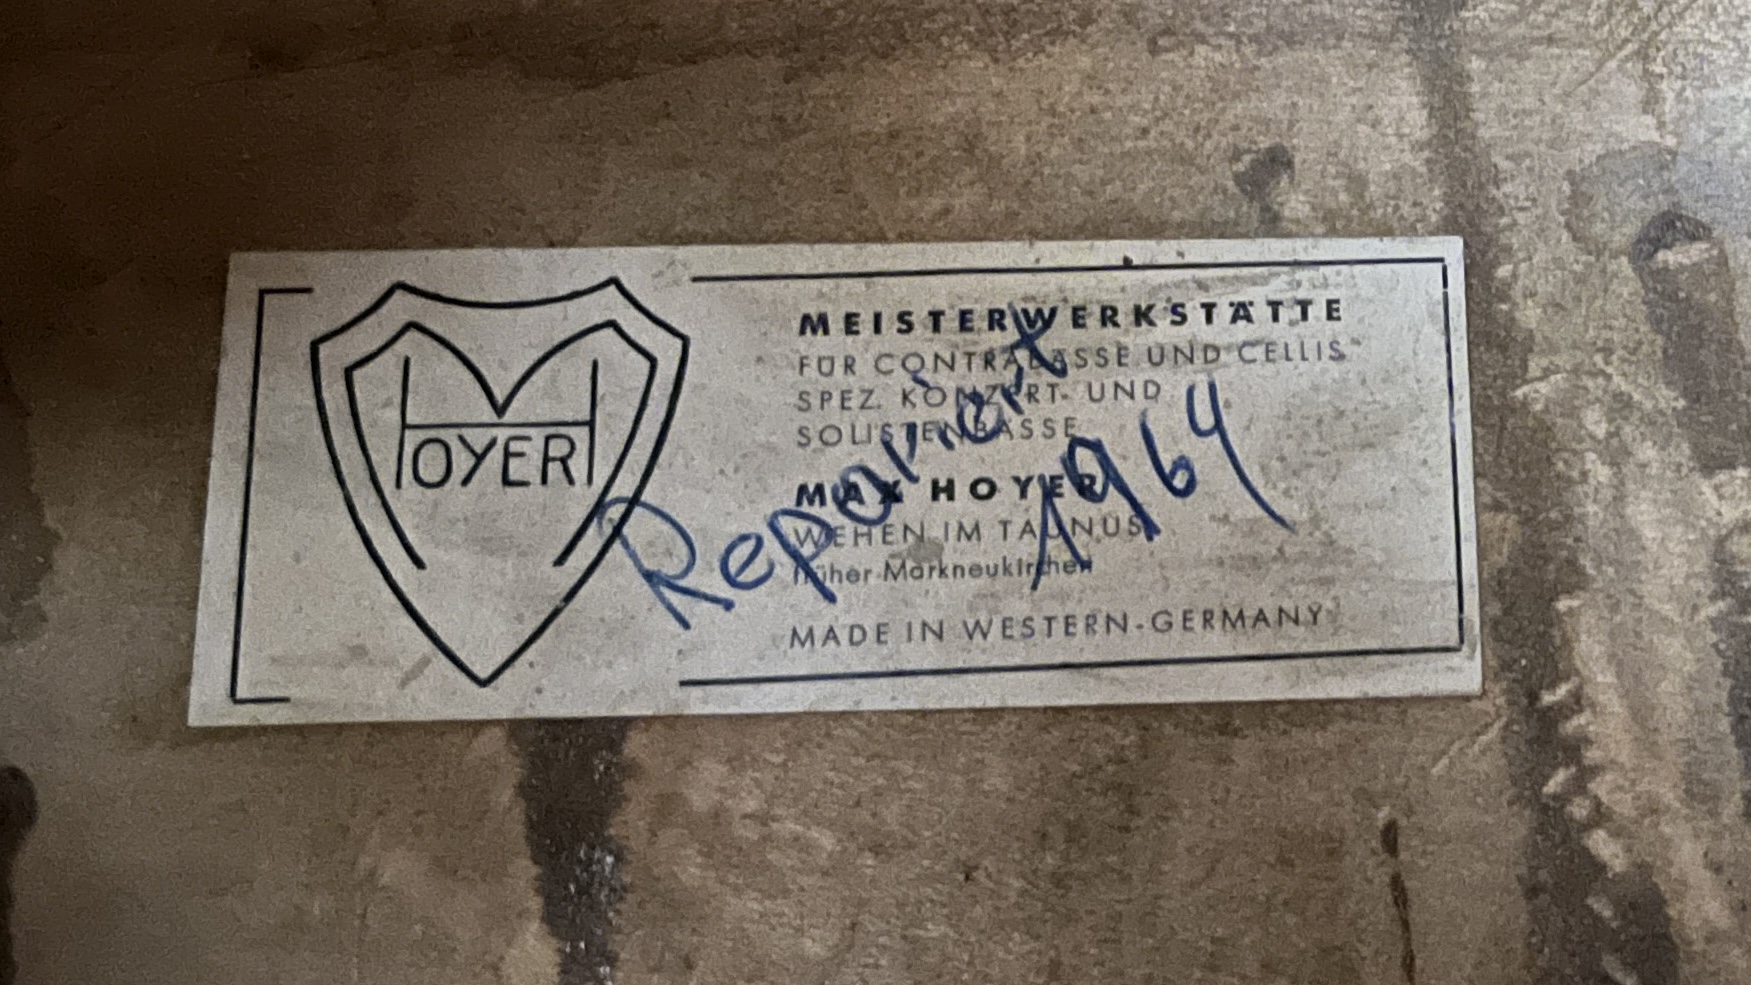 HOYER
MEISTERWERKSTÄTTE
FÜR CONTRABÄSSE UND CELLIS
SPEZ. KONZERT- UND
SOLISTENBÄSSE
MAX HOYER
WEHEN IM TAUNUS
früher Markneukirchen
MADE IN WESTERN-GERMANY
Repariert
1964